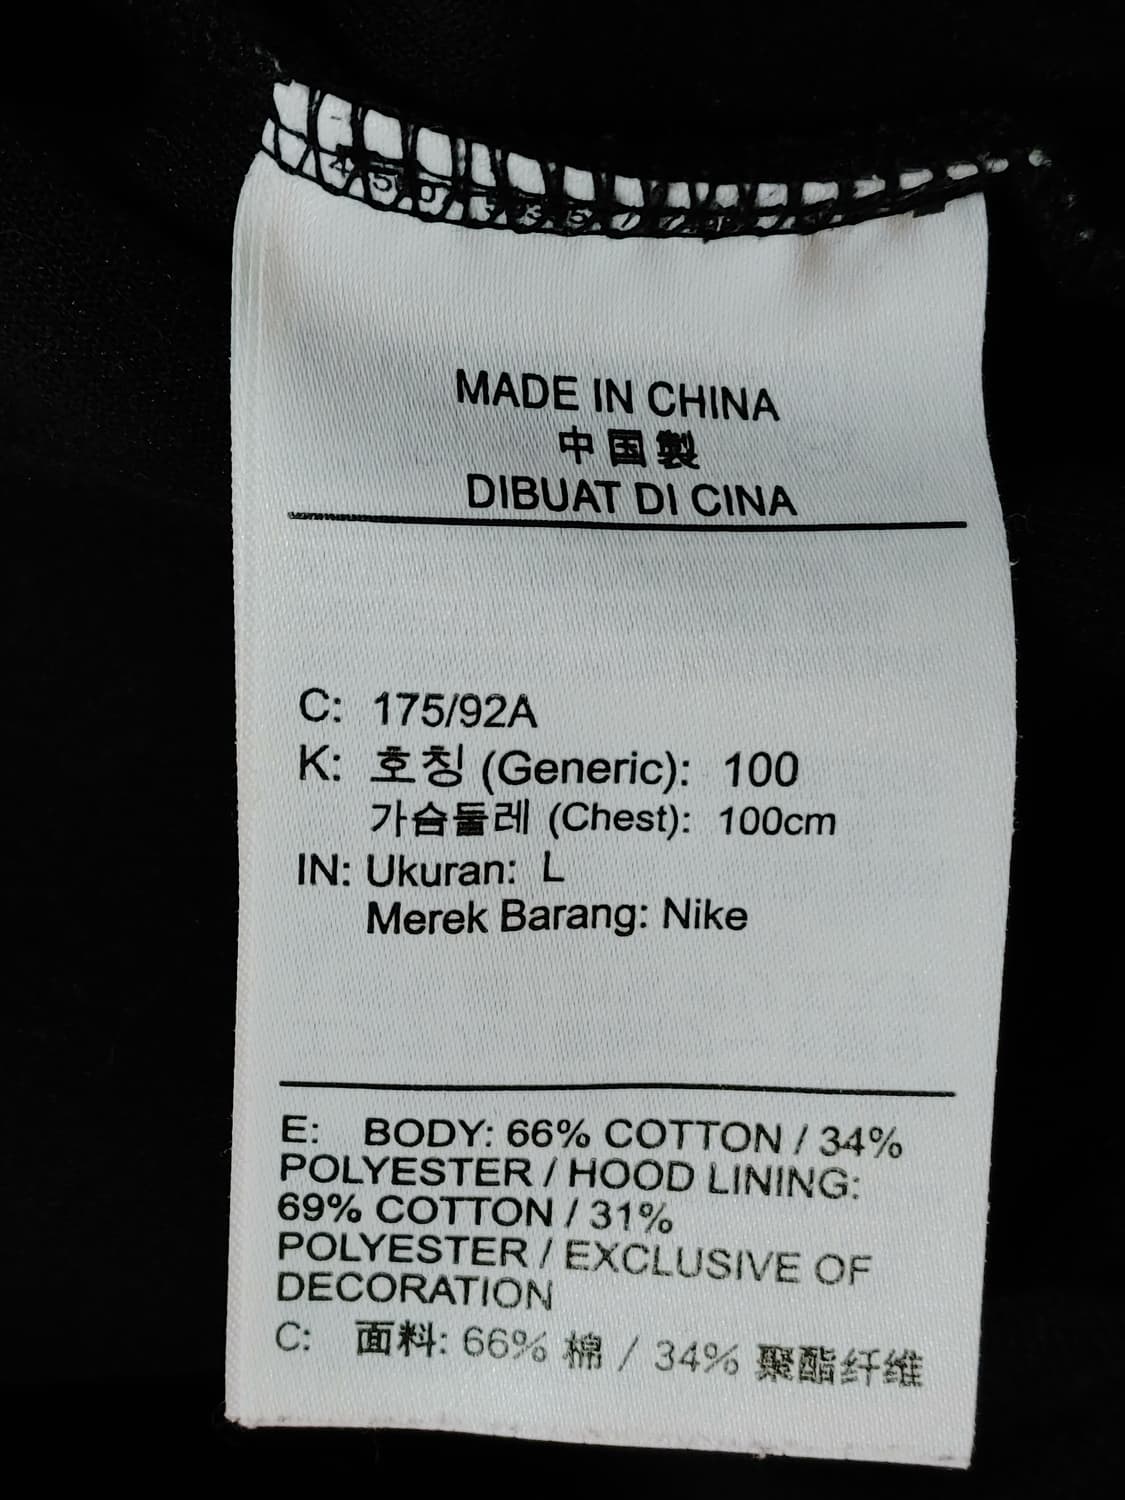 MADE IN CHINA
中国製
DIBUAT DI CINA
C: 175/92A
K: 호칭 (Generic): 100
가슴둘레 (Chest): 100cm
IN: Ukuran: L
Merek Barang: Nike
E: BODY: 66% COTTON / 34%
POLYESTER / HOOD LINING:
69% COTTON / 31%
POLYESTER / EXCLUSIVE OF
DECORATION
C: 面料: 66% 棉 / 34% 聚酯纤维